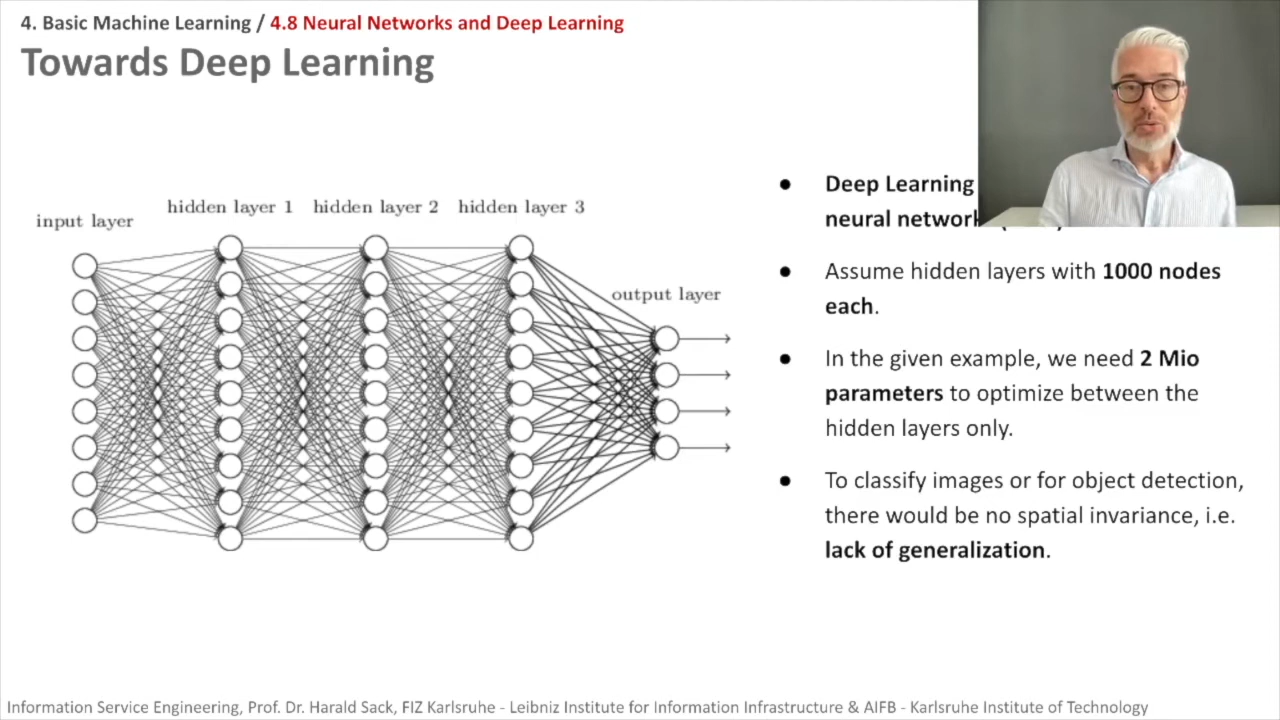 4. Basic Machine Learning / 4.8 Neural Networks and Deep Learning
Towards Deep Learning
input layer
hidden layer 1
hidden layer 2
hidden layer 3
output layer
● Deep Learning
neural
● Assume hidden layers with 1000 nodes
each.
● In the given example, we need 2 Mio
parameters to optimize between the
hidden layers only.
● To classify images or for object detection,
there would be no spatial invariance, i.e.
lack of generalization.
Information Service Engineering, Prof. Dr. Harald Sack, FIZ Karlsruhe - Leibniz Institute for Information Infrastructure & AIFB - Karlsruhe Institute of Technology